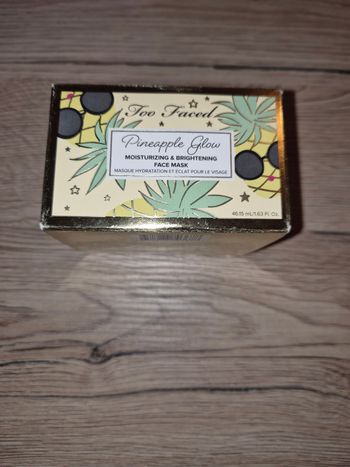 Too Faced
Pineapple Glow
MOISTURIZING & BRIGHTENING
FACE MASK
MASQUE HYDRATATION ET ÉCLAT POUR LE VISAGE
46.15 mL/1.63 Fl. Oz.